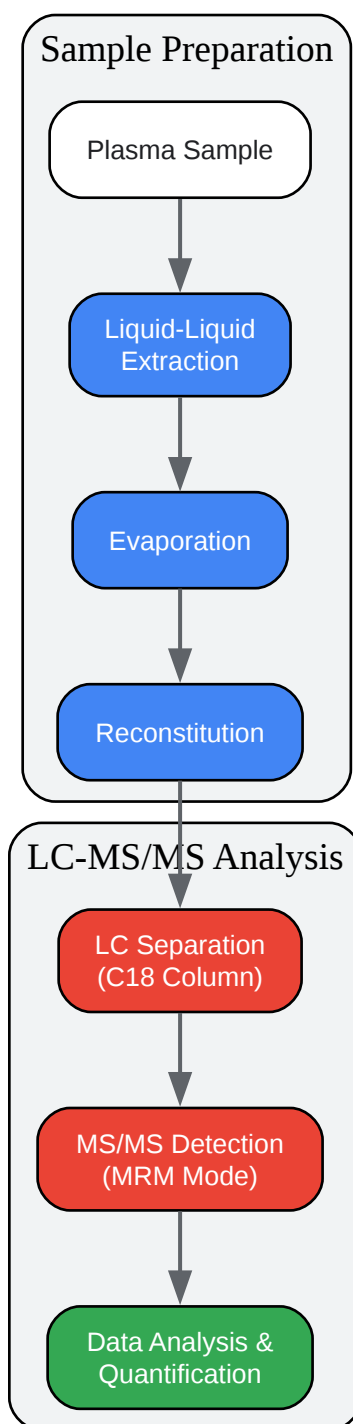 Sample Preparation
Plasma Sample
Liquid-Liquid
Extraction
Evaporation
Reconstitution
LC-MS/MS Analysis
LC Separation
(C18 Column)
MS/MS Detection
(MRM Mode)
Data Analysis &
Quantification